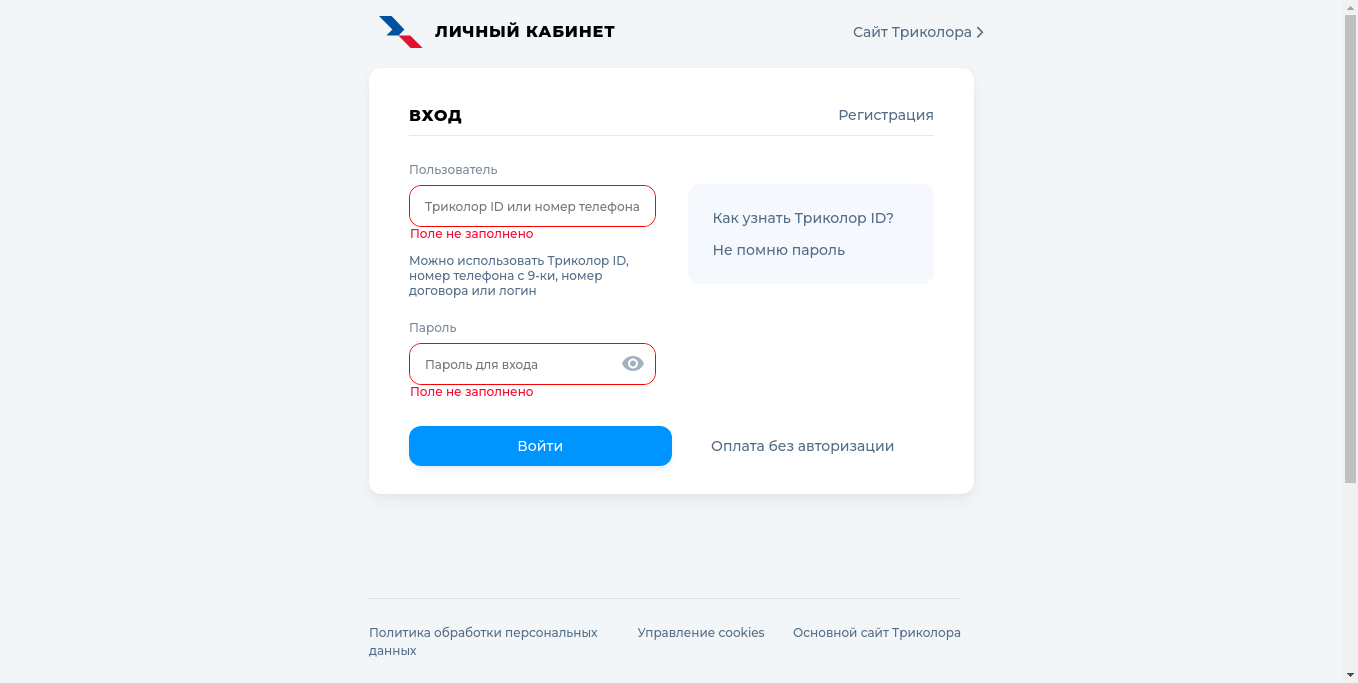 ЛИЧНЫЙ КАБИНЕТ
Сайт Триколора
ВХОД
Регистрация
Пользователь
Триколор ID или номер телефона
Поле не заполнено
Можно использовать Триколор ID,
номер телефона с 9-ки, номер
договора или логин
Как узнать Триколор ID?
Не помню пароль
Пароль
Пароль для входа
Поле не заполнено
Войти
Оплата без авторизации
Политика обработки персональных
данных
Управление cookies
Основной сайт Триколора